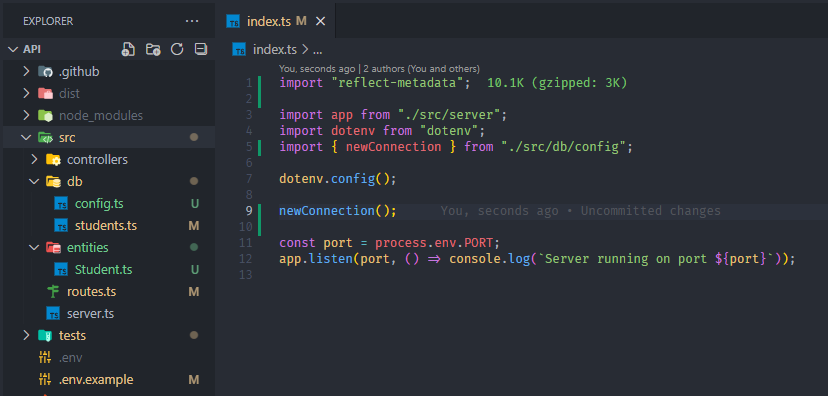 EXPLORER
API
.github
dist
node_modules
src
controllers
db
config.ts U
students.ts M
entities
Student.ts U
routes.ts M
server.ts
tests
.env
.env.example M
TS index.ts M
TS index.ts > ...
You, seconds ago | 2 authors (You and others)
1 import "reflect-metadata"; 10.1K (gzipped: 3K)
2
3 import app from "./src/server";
4 import dotenv from "dotenv";
5 import { newConnection } from "./src/db/config";
6
7 dotenv.config();
8
9 newConnection(); You, seconds ago • Uncommitted changes
10
11 const port = process.env.PORT;
12 app.listen(port, () => console.log(`Server running on port ${port}`));
13